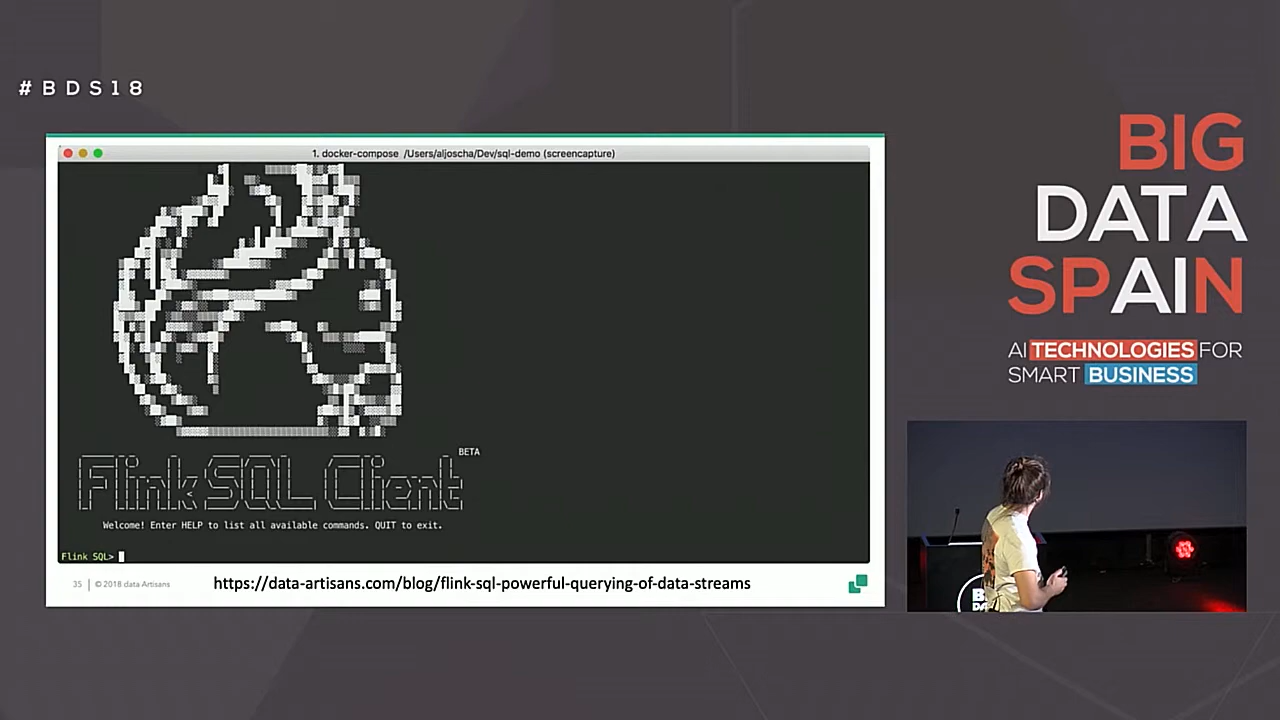 #BDS18
1. docker-compose /Users/aljoscha/Dev/sql-demo (screencapture)
Flink SQL Client
BETA
Welcome! Enter HELP to list all available commands. QUIT to exit.
Flink SQL>
35 | © 2018 data Artisans
https://data-artisans.com/blog/flink-sql-powerful-querying-of-data-streams
BIG
DATA
SPAIN
AI TECHNOLOGIES FOR
SMART BUSINESS